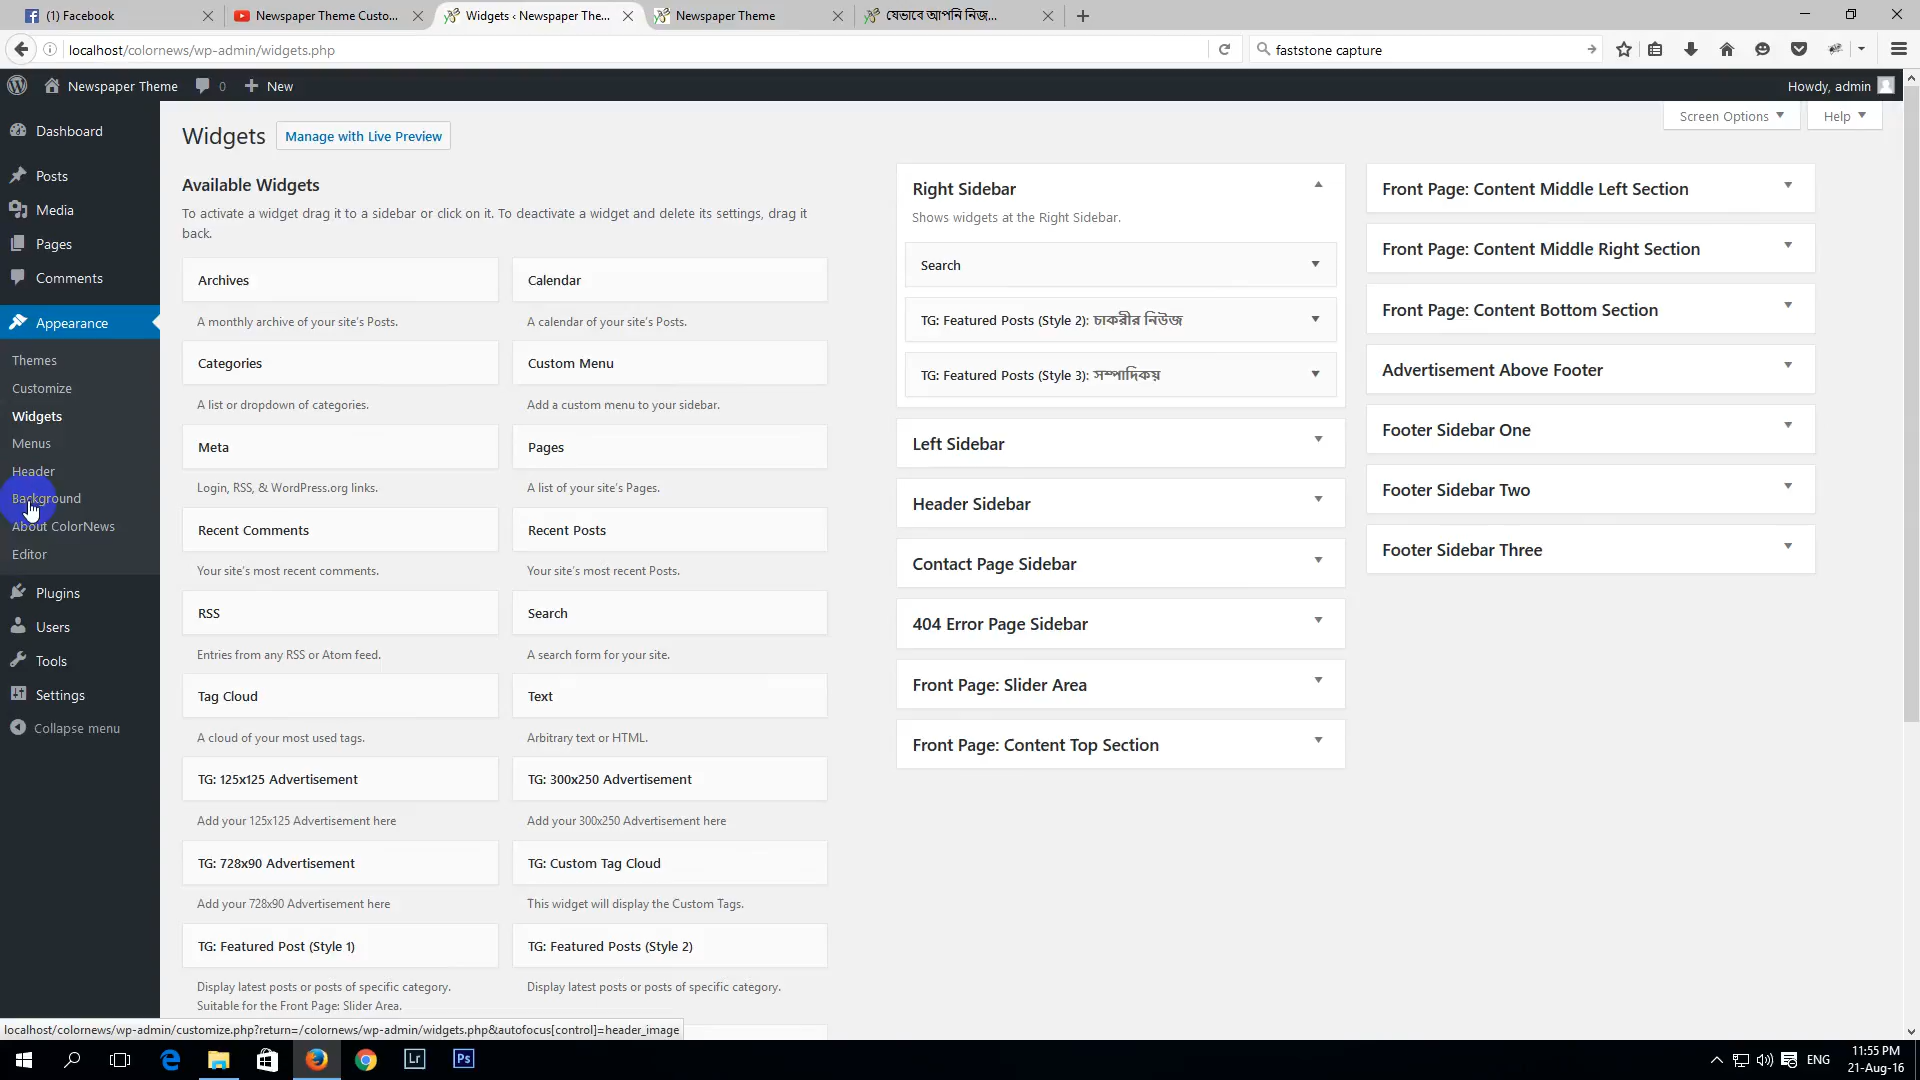 (1) Facebook
Newspaper Theme Custo...
Widgets ‹ Newspaper The...
Newspaper Theme
যেভাবে আপনি নিজ...
localhost/colornews/wp-admin/widgets.php
faststone capture
Newspaper Theme
0
New
Howdy, admin
Screen Options
Help
Dashboard
Posts
Media
Pages
Comments
Appearance
Themes
Customize
Widgets
Menus
Header
Background
About ColorNews
Editor
Plugins
Users
Tools
Settings
Collapse menu
Widgets
Manage with Live Preview
Available Widgets
To activate a widget drag it to a sidebar or click on it. To deactivate a widget and delete its settings, drag it
back.
Archives
Calendar
A monthly archive of your site's Posts.
A calendar of your site's Posts.
Categories
Custom Menu
A list or dropdown of categories.
Add a custom menu to your sidebar.
Meta
Pages
Login, RSS, & WordPress.org links.
A list of your site's Pages.
Recent Comments
Recent Posts
Your site's most recent comments.
Your site's most recent Posts.
RSS
Search
Entries from any RSS or Atom feed.
A search form for your site.
Tag Cloud
Text
A cloud of your most used tags.
Arbitrary text or HTML.
TG: 125x125 Advertisement
TG: 300x250 Advertisement
Add your 125x125 Advertisement here
Add your 300x250 Advertisement here
TG: 728x90 Advertisement
TG: Custom Tag Cloud
Add your 728x90 Advertisement here
This widget will display the Custom Tags.
TG: Featured Post (Style 1)
TG: Featured Posts (Style 2)
Display latest posts or posts of specific category.
Suitable for the Front Page: Slider Area.
Display latest posts or posts of specific category.
Right Sidebar
Shows widgets at the Right Sidebar.
Search
TG: Featured Posts (Style 2): চাকরীর নিউজ
TG: Featured Posts (Style 3): সম্পাদিকয়
Left Sidebar
Header Sidebar
Contact Page Sidebar
404 Error Page Sidebar
Front Page: Slider Area
Front Page: Content Top Section
Front Page: Content Middle Left Section
Front Page: Content Middle Right Section
Front Page: Content Bottom Section
Advertisement Above Footer
Footer Sidebar One
Footer Sidebar Two
Footer Sidebar Three
localhost/colornews/wp-admin/customize.php?return=/colornews/wp-admin/widgets.php&autofocus[control]=header_image
Lr
Ps
ENG
11:55 PM
21-Aug-16